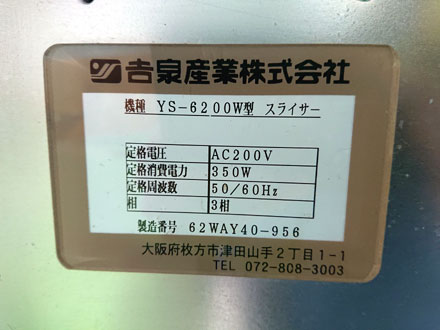 吉泉産業株式会社
機種 YS-6200W型 スライサー
定格電圧 AC200V
定格消費電力 350W
定格周波数 50/60Hz
相 3相
製造番号 62WAY40-956
大阪府枚方市津田山手2丁目1-1
TEL 072-808-3003